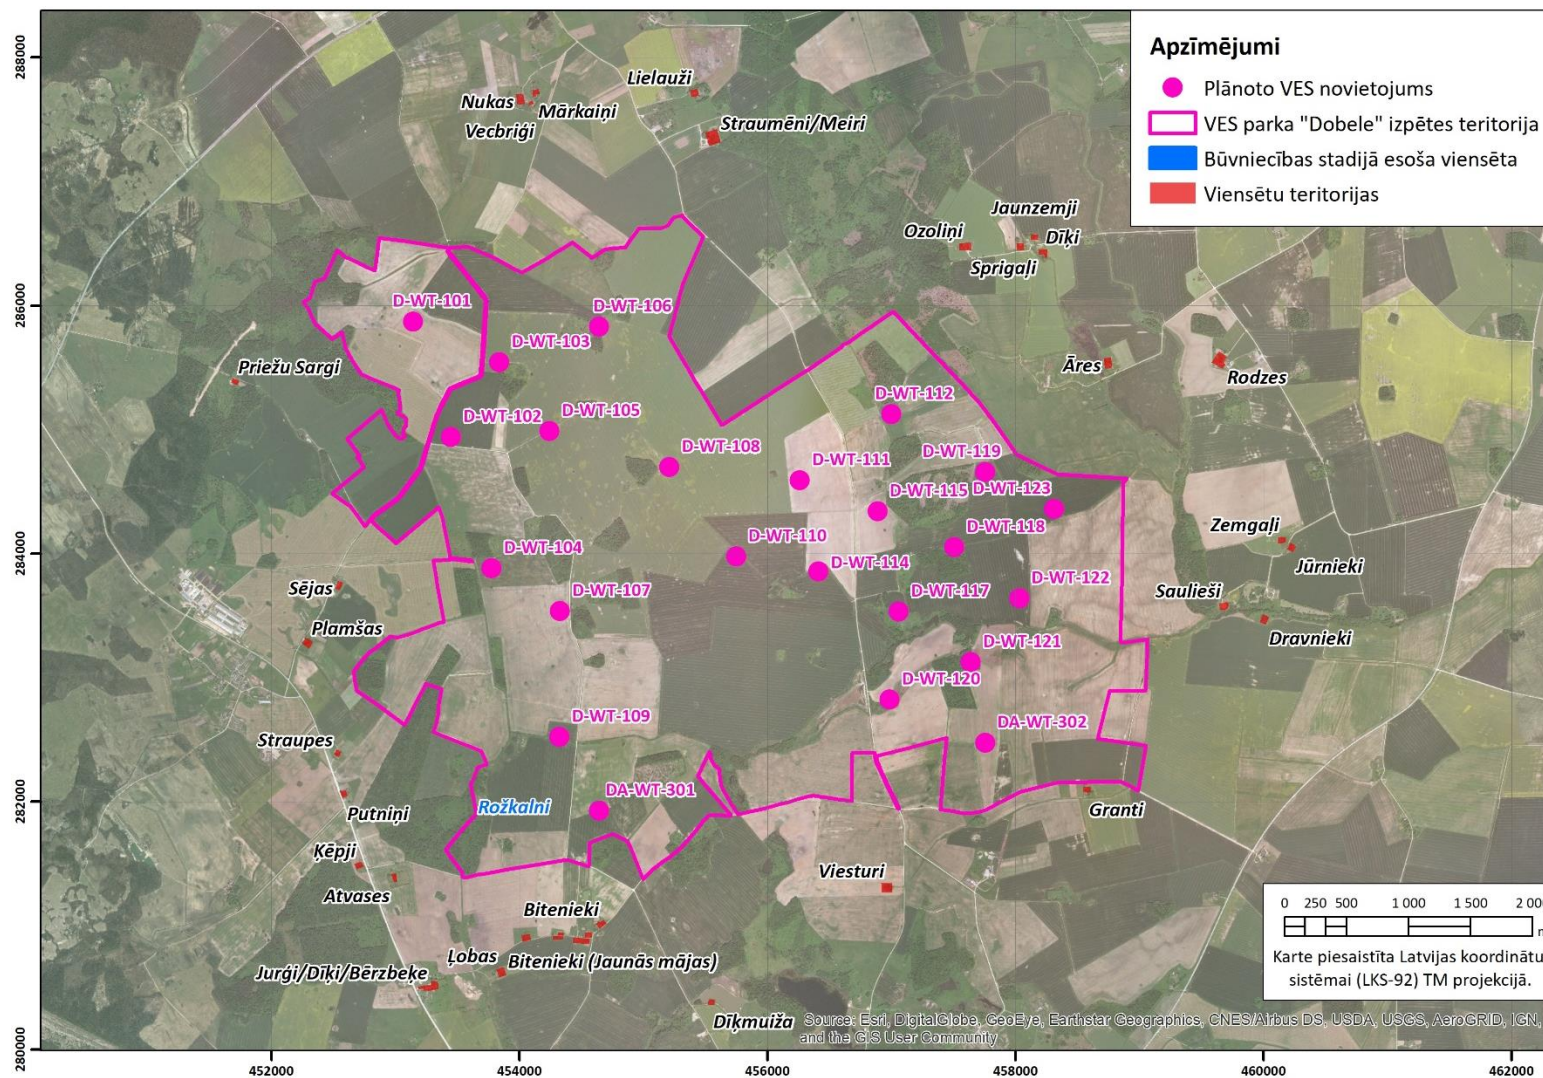 Apzīmējumi
Plānoto VES novietojums
VES parka "Dobele" izpētes teritorija
Būvniecības stadijā esoša viensēta
Viensētu teritorijas
288000
286000
284000
282000
280000
Lielauži
Nukas
Mārkaiņi
Vecbriģi
Straumēni/Meiri
Jaunzemji
Ozoliņi
Dīķi
Sprigaļi
D-WT-101
D-WT-106
D-WT-103
Priežu Sargi
Āres
Rodzes
D-WT-112
D-WT-102
D-WT-105
D-WT-108
D-WT-111
D-WT-119
D-WT-115
D-WT-123
D-WT-118
Zemgaļi
Jūrnieki
D-WT-104
D-WT-110
D-WT-114
D-WT-107
D-WT-117
D-WT-122
Sējas
Saulieši
Plamšas
Dravnieki
D-WT-121
D-WT-120
D-WT-109
DA-WT-302
Straupes
DA-WT-301
Rožkalni
Putniņi
Granti
Ķēpji
Viesturi
Atvases
Bitenieki
Ļobas
Bitenieki (Jaunās mājas)
Jurģi/Dīķi/Bērzbeķe
Dīķmuiža
0 250 500 1 000 1 500 2 00
Karte piesaistīta Latvijas koordinātu
sistēmai (LKS-92) TM projekcijā.
Source: Esri, DigitalGlobe, GeoEye, Earthstar Geographics, CNES/Airbus DS, USDA, USGS, AeroGRID, IGN,
and the GIS User Community
452000 454000 456000 458000 460000 462000